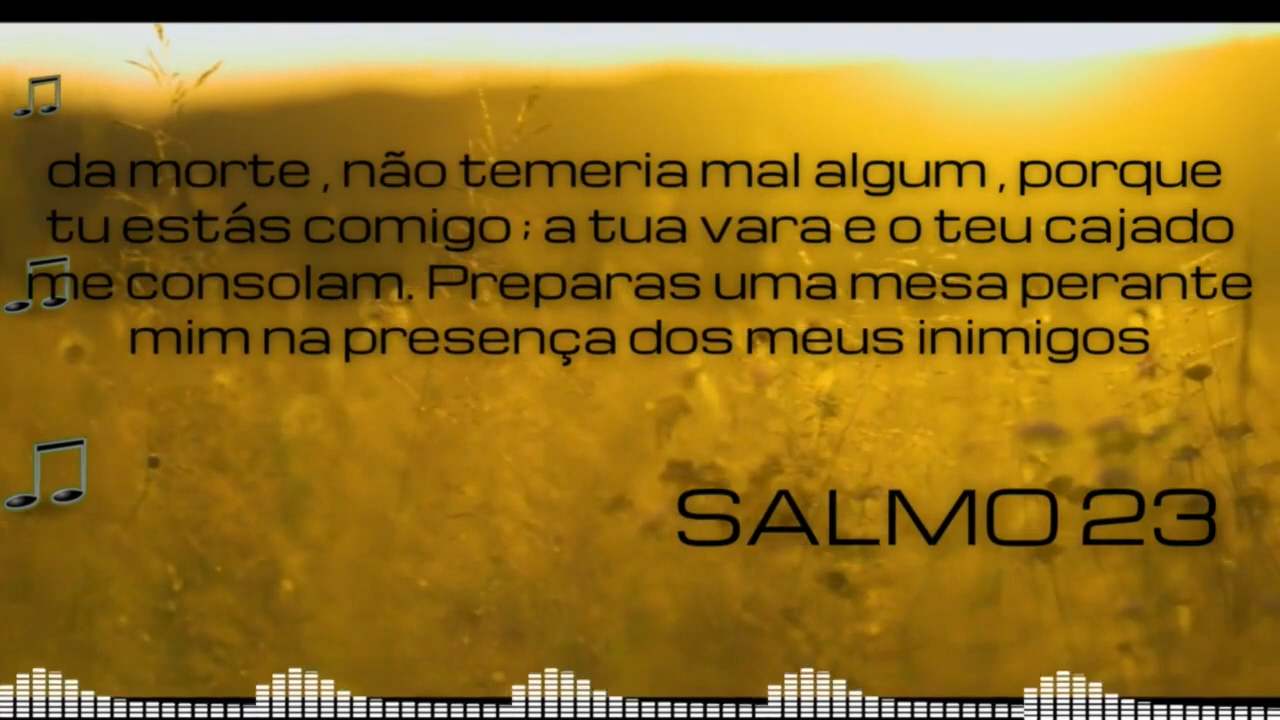 da morte , não temeria mal algum , porque
tu estás comigo ; a tua vara e o teu cajado
me consolam. Preparas uma mesa perante
mim na presença dos meus inimigos
SALMO 23